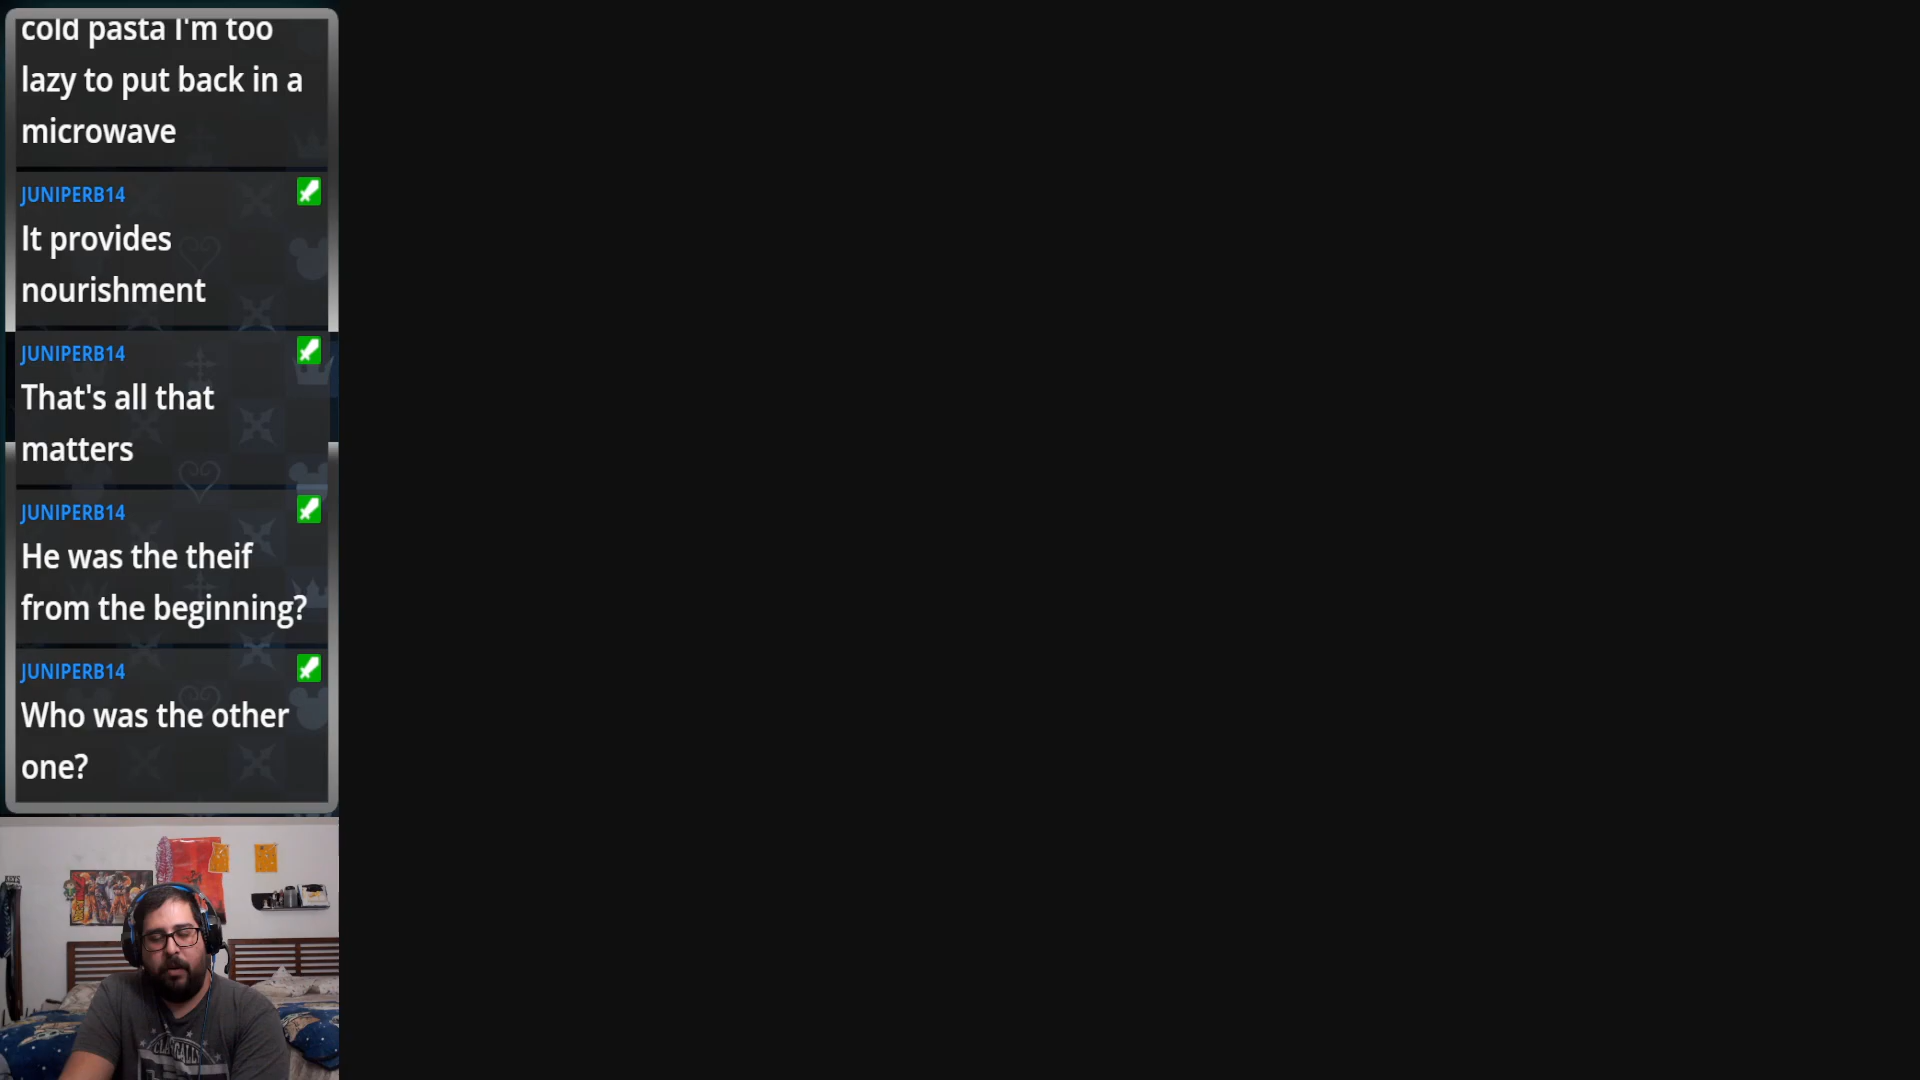 cold pasta I'm too
lazy to put back in a
microwave
JUNIPERB14
It provides
nourishment
JUNIPERB14
That's all that
matters
JUNIPERB14
He was the theif
from the beginning?
JUNIPERB14
Who was the other
one?
KEYS